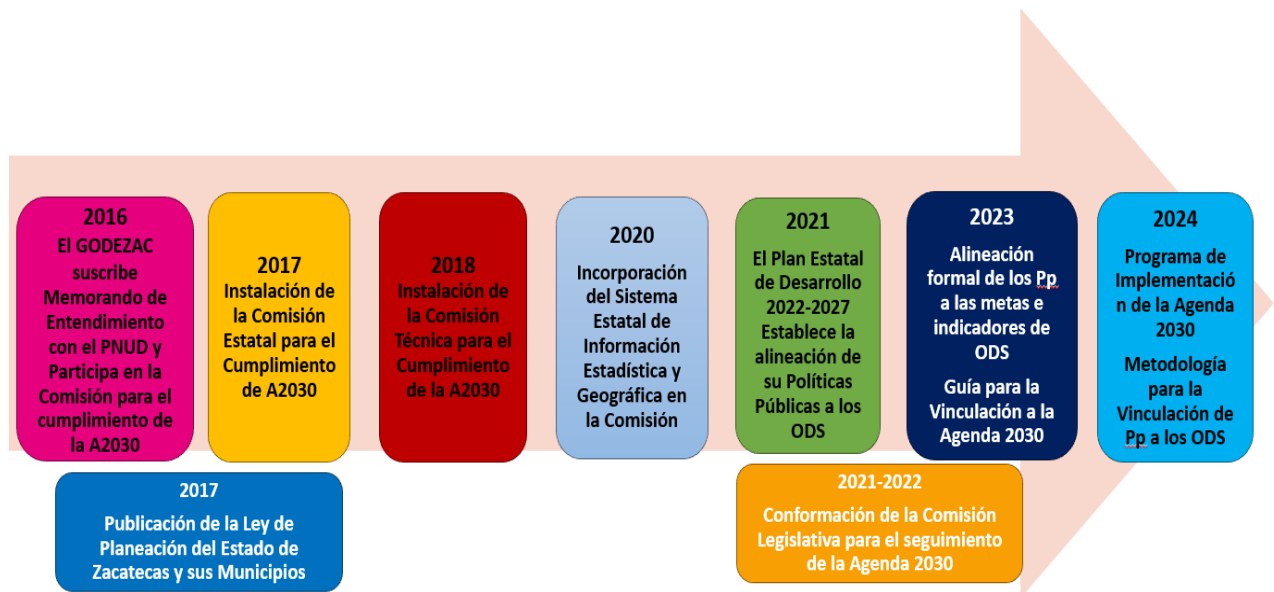 2016
El GODEZAC
suscribe
Memorando de
Entendimiento
con el PNUD y
Participa en la
Comisión para el
cumplimiento de
la A2030
2017
Instalación de
la Comisión
Estatal para el
Cumplimiento
de A2030
2018
Instalación de
la Comisión
Técnica para el
Cumplimiento
de la A2030
2020
Incorporación
del Sistema
Estatal de
Información
Estadística y
Geográfica en
la Comisión
2021
El Plan Estatal
de Desarrollo
2022-2027
Establece la
alineación de
su Políticas
Públicas a los
ODS
2023
Alineación
formal de los Pp
a las metas e
indicadores de
ODS
Guía para la
Vinculación a la
Agenda 2030
2024
Programa de
Implementació
n de la Agenda
2030
Metodología
para la
Vinculación de
Pp a los ODS
2017
Publicación de la Ley de
Planeación del Estado de
Zacatecas y sus Municipios
2021-2022
Conformación de la Comisión
Legislativa para el seguimiento
de la Agenda 2030